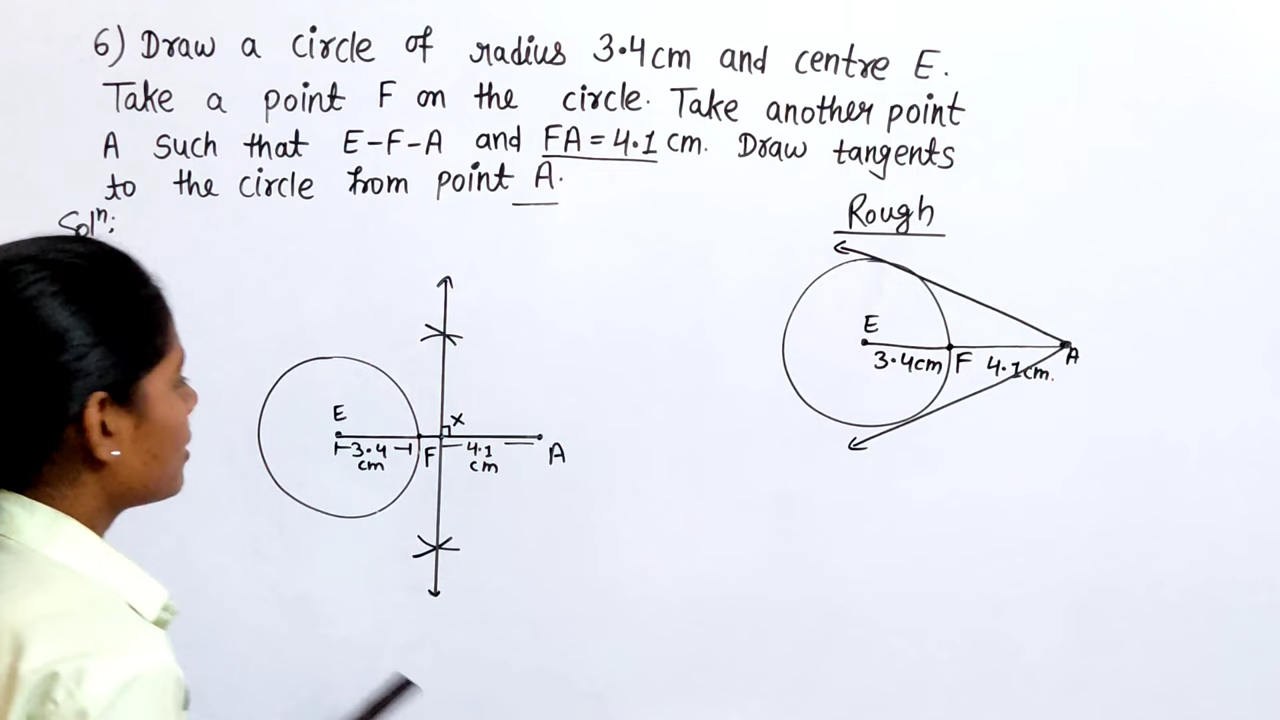 6) Draw a circle of radius 3.4cm and centre E.
Take a point F on the circle. Take another point
A such that E-F-A and FA = 4.1 cm. Draw tangents
to the circle from point A.
Solⁿ:
Rough
E
3.4cm F 4.1cm.
A
E
X
3.4
cm
F
4.1
cm
A